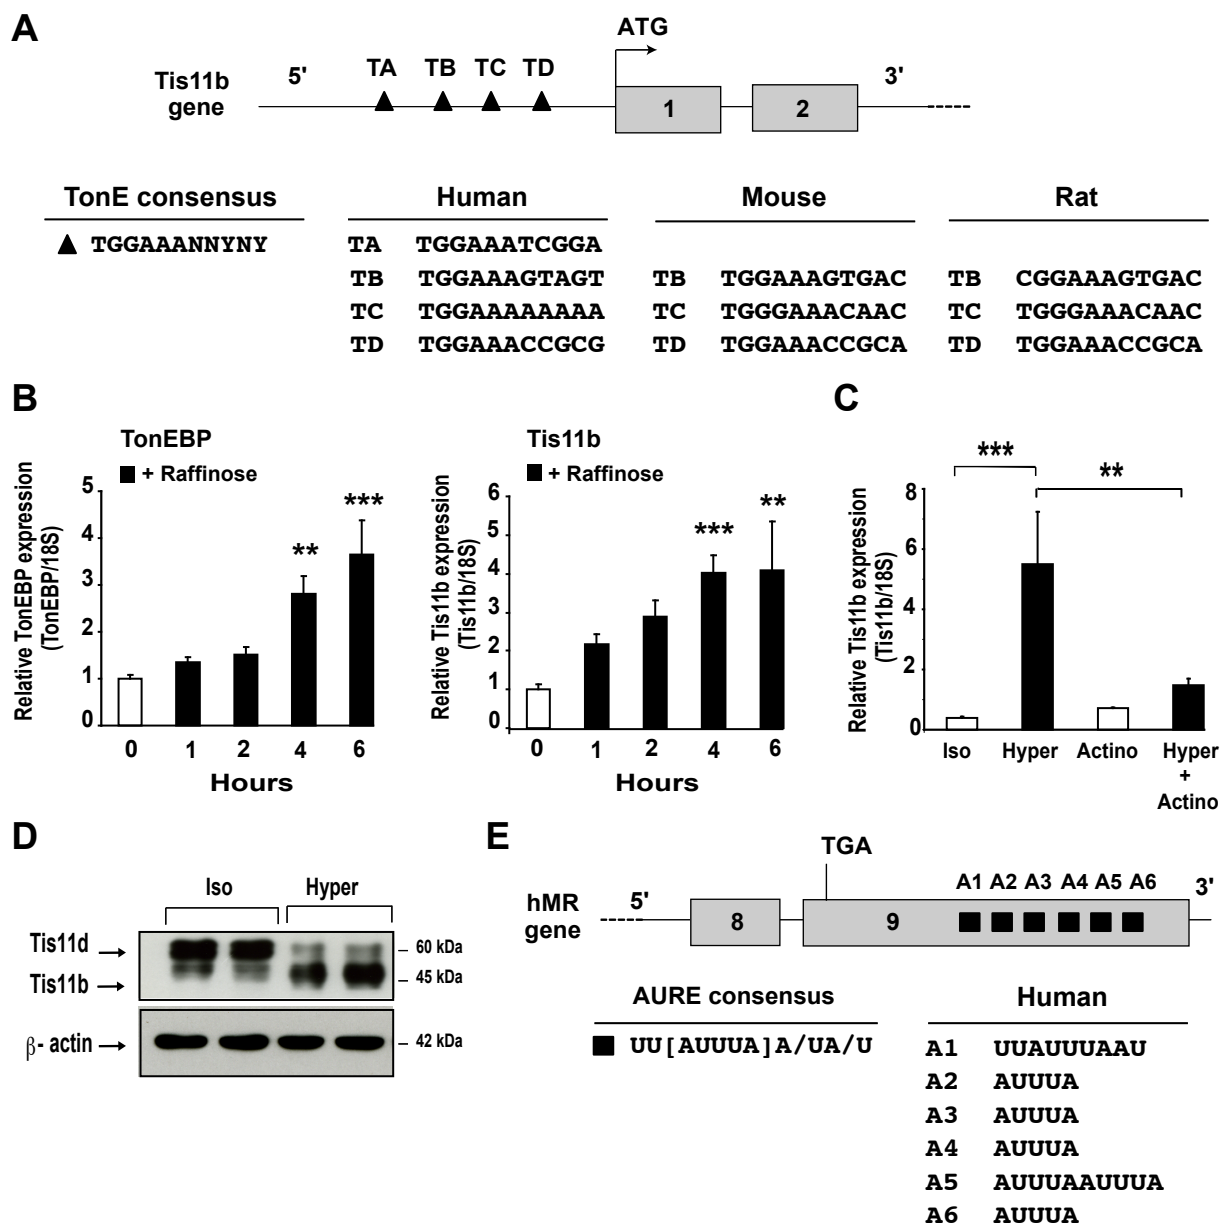 A
ATG
5' TA TB TC TD 3'
Tis11b
gene
1 2
TonE consensus Human Mouse Rat
TGGAAANNYNY TA TGGAAATCGGA
TB TGGAAAGTAGT TB TGGAAAGTGAC TB CGGAAAGTGAC
TC TGGAAAAAAAA TC TGGGAAACAAC TC TGGGAAACAAC
TD TGGAAACCGCG TD TGGAAACCGCA TD TGGAAACCGCA
B
TonEBP
+ Raffinose
Relative TonEBP expression
(TonEBP/18S)
5
4
3
2
1
0
** ***
0 1 2 4 6
Hours
Tis11b
+ Raffinose
Relative Tis11b expression
(Tis11b/18S)
6
5
4
3
2
1
0
*** **
0 1 2 4 6
Hours
C
*** **
Relative Tis11b expression
(Tis11b/18S)
8
6
4
2
0
Iso Hyper Actino Hyper
+
Actino
D
Iso Hyper
Tis11d 60 kDa
Tis11b 45 kDa
β- actin 42 kDa
E
TGA
A1 A2 A3 A4 A5 A6
5' 3'
hMR
gene
8 9
AURE consensus Human
UU[AUUUA]A/UA/U A1 UUAUUUAAU
A2 AUUUA
A3 AUUUA
A4 AUUUA
A5 AUUUAAUUUA
A6 AUUUA